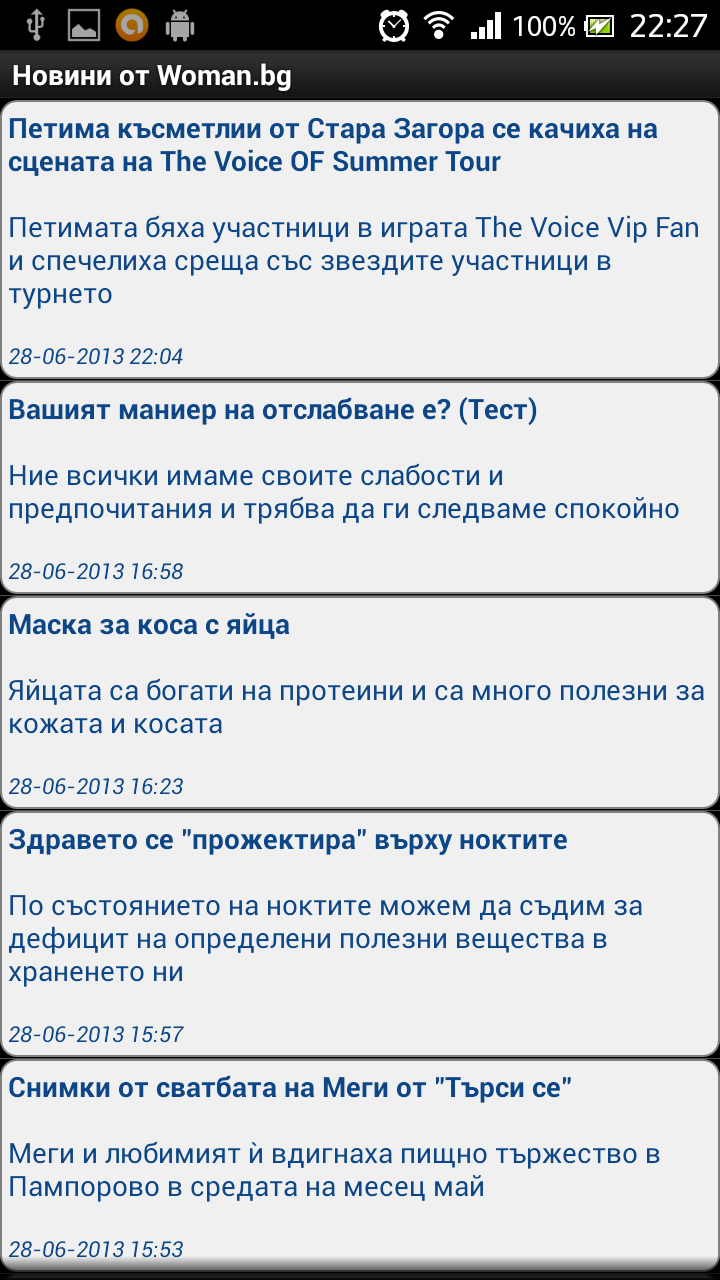 100% 22:27
Новини от Woman.bg
Петима късметлии от Стара Загора се качиха на
сцената на The Voice OF Summer Tour
Петимата бяха участници в играта The Voice Vip Fan
и спечелиха среща със звездите участници в
турнето
28-06-2013 22:04
Вашият маниер на отслабване е? (Тест)
Ние всички имаме своите слабости и
предпочитания и трябва да ги следваме спокойно
28-06-2013 16:58
Маска за коса с яйца
Яйцата са богати на протеини и са много полезни за
кожата и косата
28-06-2013 16:23
Здравето се "прожектира" върху ноктите
По състоянието на ноктите можем да съдим за
дефицит на определени полезни вещества в
храненето ни
28-06-2013 15:57
Снимки от сватбата на Меги от "Търси се"
Меги и любимият ѝ вдигнаха пищно тържество в
Пампорово в средата на месец май
28-06-2013 15:53